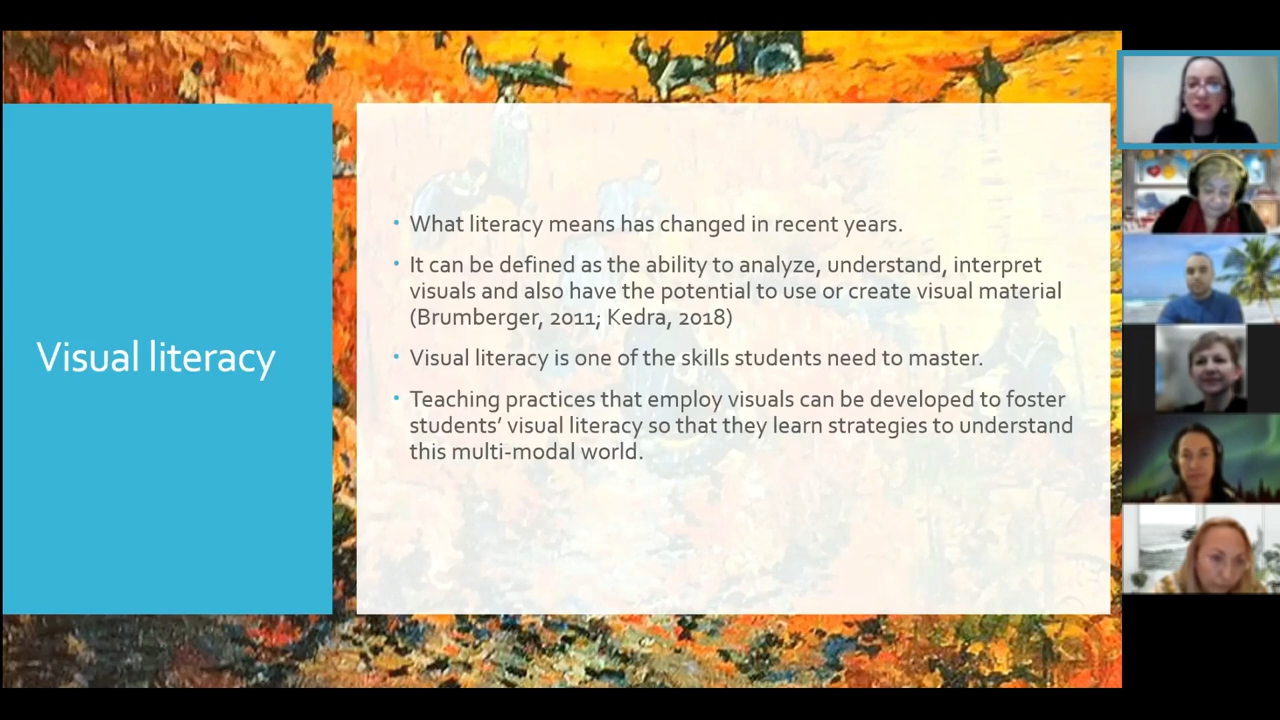 Visual literacy
• What literacy means has changed in recent years.
• It can be defined as the ability to analyze, understand, interpret
visuals and also have the potential to use or create visual material
(Brumberger, 2011; Kedra, 2018)
• Visual literacy is one of the skills students need to master.
• Teaching practices that employ visuals can be developed to foster
students’ visual literacy so that they learn strategies to understand
this multi-modal world.